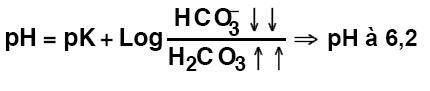 pH = pK + Log HCO₃⁻ ↓ ↓ / H₂CO₃ ↑ ↑ ⇒ pH à 6,2